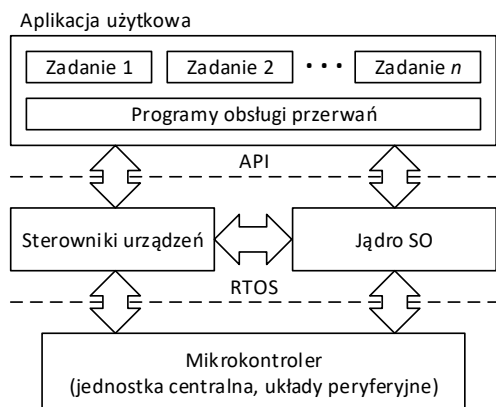 Aplikacja użytkowa
Zadanie 1 Zadanie 2 • • • Zadanie n
Programy obsługi przerwań
API
Sterowniki urządzeń Jądro SO
RTOS
Mikrokontroler
(jednostka centralna, układy peryferyjne)